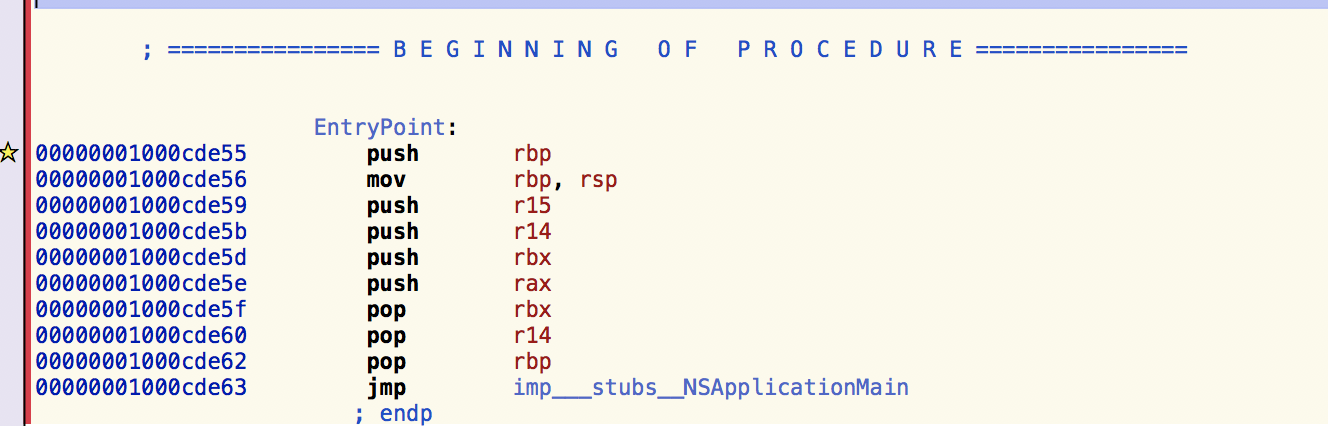 ; ================ B E G I N N I N G   O F   P R O C E D U R E ================
EntryPoint:
00000001000cde55 push rbp
00000001000cde56 mov rbp, rsp
00000001000cde59 push r15
00000001000cde5b push r14
00000001000cde5d push rbx
00000001000cde5e push rax
00000001000cde5f pop rbx
00000001000cde60 pop r14
00000001000cde62 pop rbp
00000001000cde63 jmp imp___stubs__NSApplicationMain
; endp